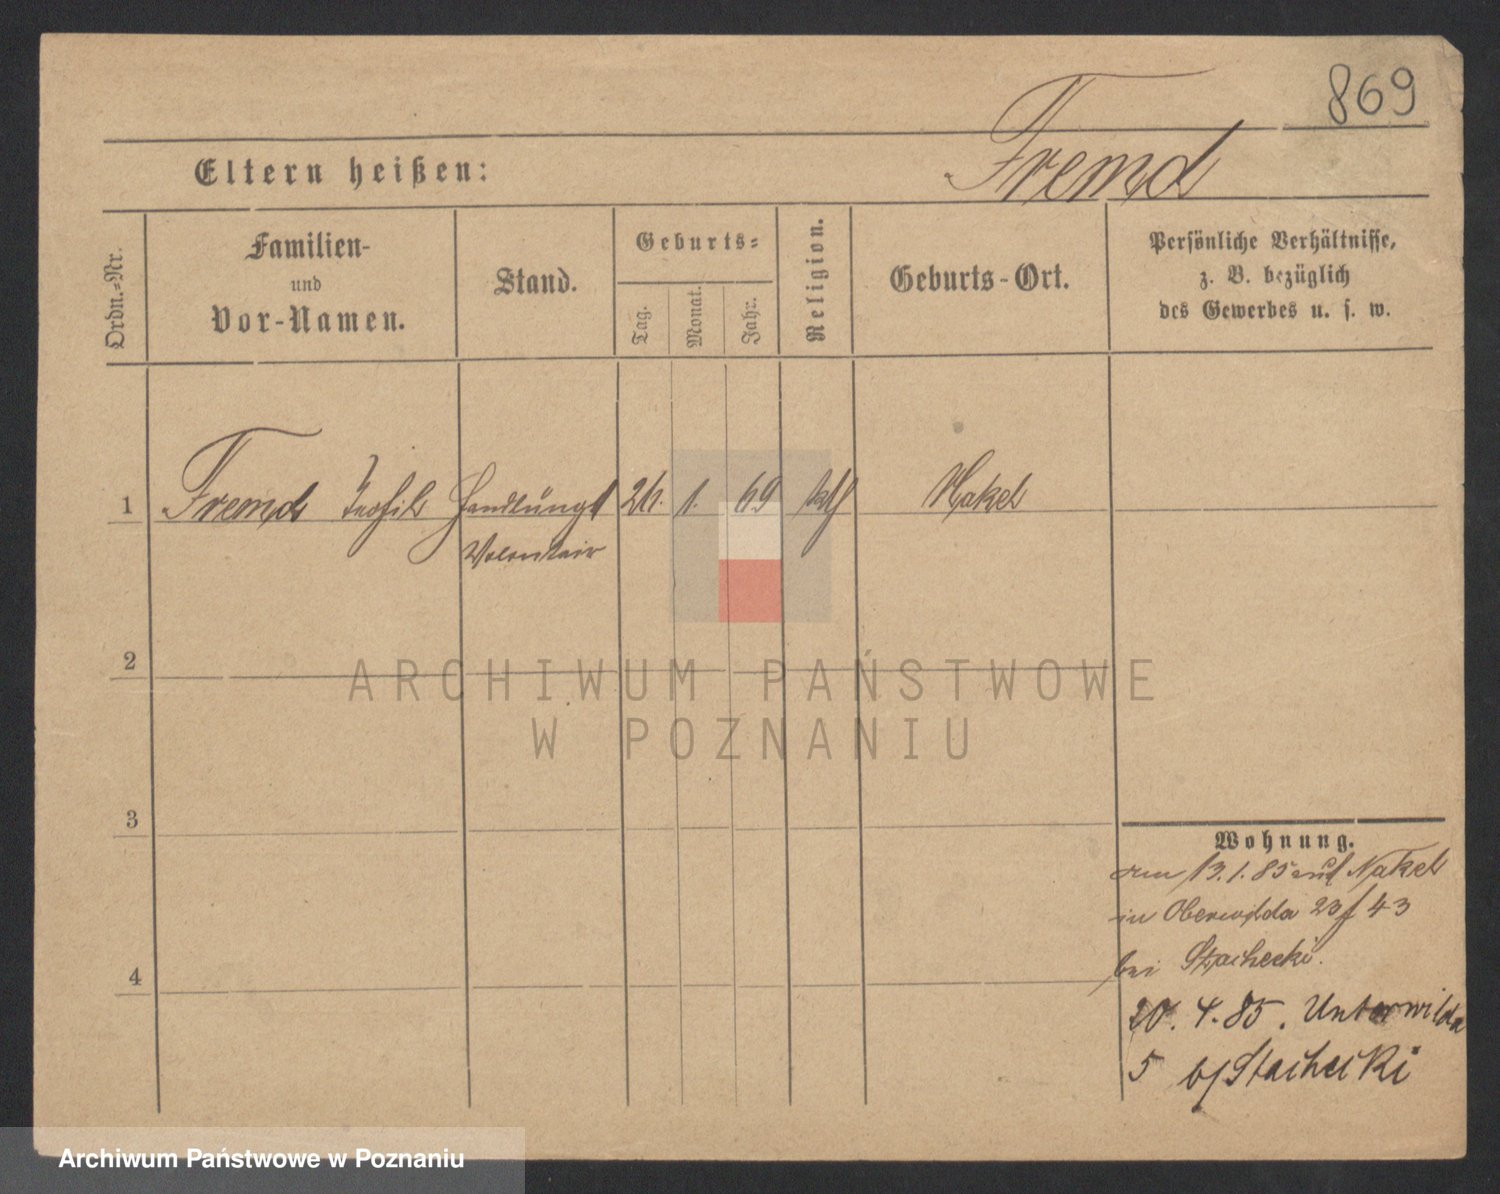 869
Eltern heißen:
Fremd
Ordn.-Nr.
Familien-
und
Vor-Namen.
Stand.
Geburts-
Tag.
Monat.
Jahr.
Religion.
Geburts-Ort.
Persönliche Verhältnisse,
z. B. bezüglich
des Gewerbes u. s. w.
1 Fremd Teofil Handlungs 26. 1. 69 kth Nakel
Volontair
2
ARCHIWUM PAŃSTWOWE
W POZNANIU
3
Wohnung.
am 13.1.85 aus Nakel
in Oberwilda 23 / 43
bei Stachecki.
4
20. 4. 85. Unterwilda
5 b/ Stachecki
Archiwum Państwowe w Poznaniu